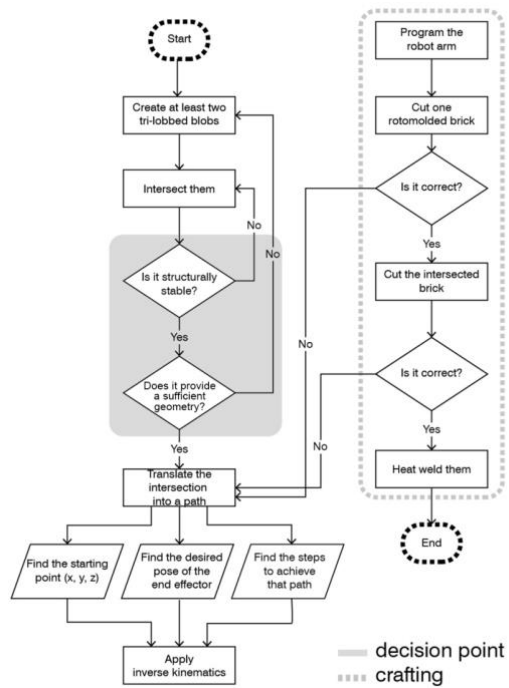 Start
Create at least two
tri-lobbed blobs
Intersect them
No
No
Is it structurally
stable?
Yes
Does it provide
a sufficient
geometry?
Yes
Translate the
intersection
into a path
Find the starting
point (x, y, z)
Find the desired
pose of the
end effector
Find the steps
to achieve
that path
Apply
inverse kinematics
Program the
robot arm
Cut one
rotomolded brick
Is it correct?
No
Yes
Cut the intersected
brick
Is it correct?
No
Yes
Heat weld them
End
decision point
crafting